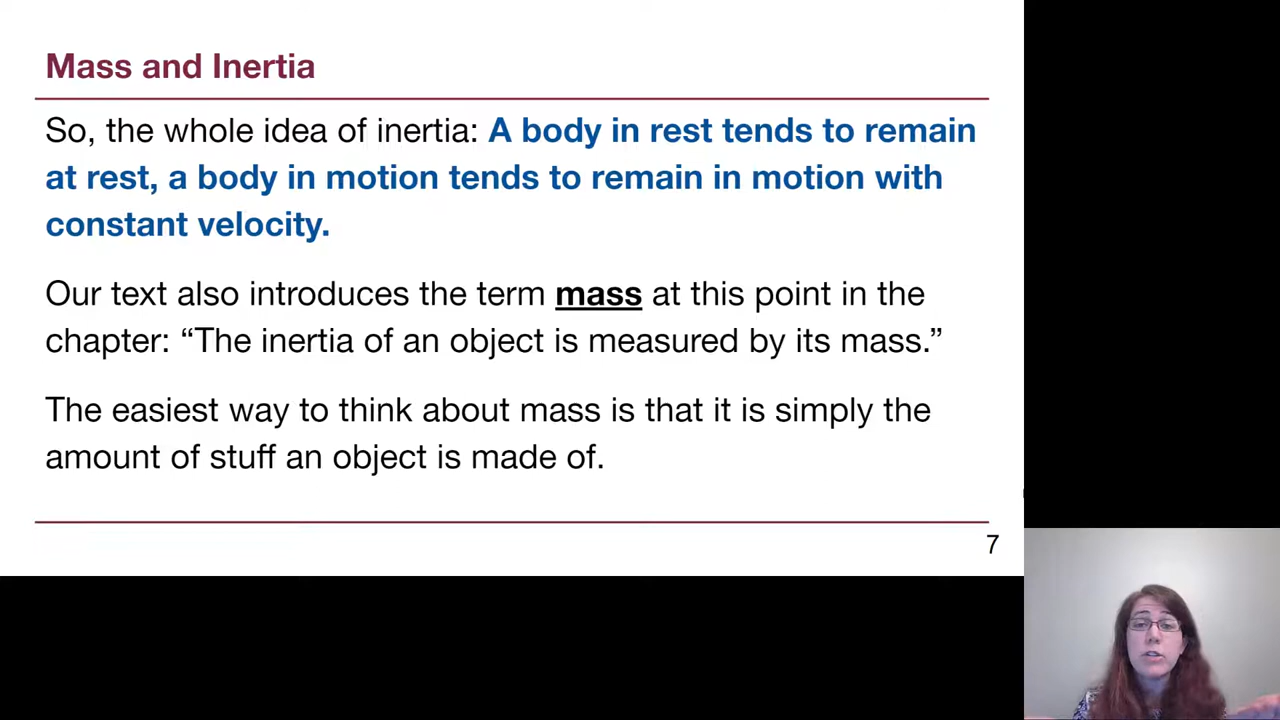 Mass and Inertia
So, the whole idea of inertia: A body in rest tends to remain
at rest, a body in motion tends to remain in motion with
constant velocity.
Our text also introduces the term mass at this point in the
chapter: “The inertia of an object is measured by its mass.”
The easiest way to think about mass is that it is simply the
amount of stuff an object is made of.
7